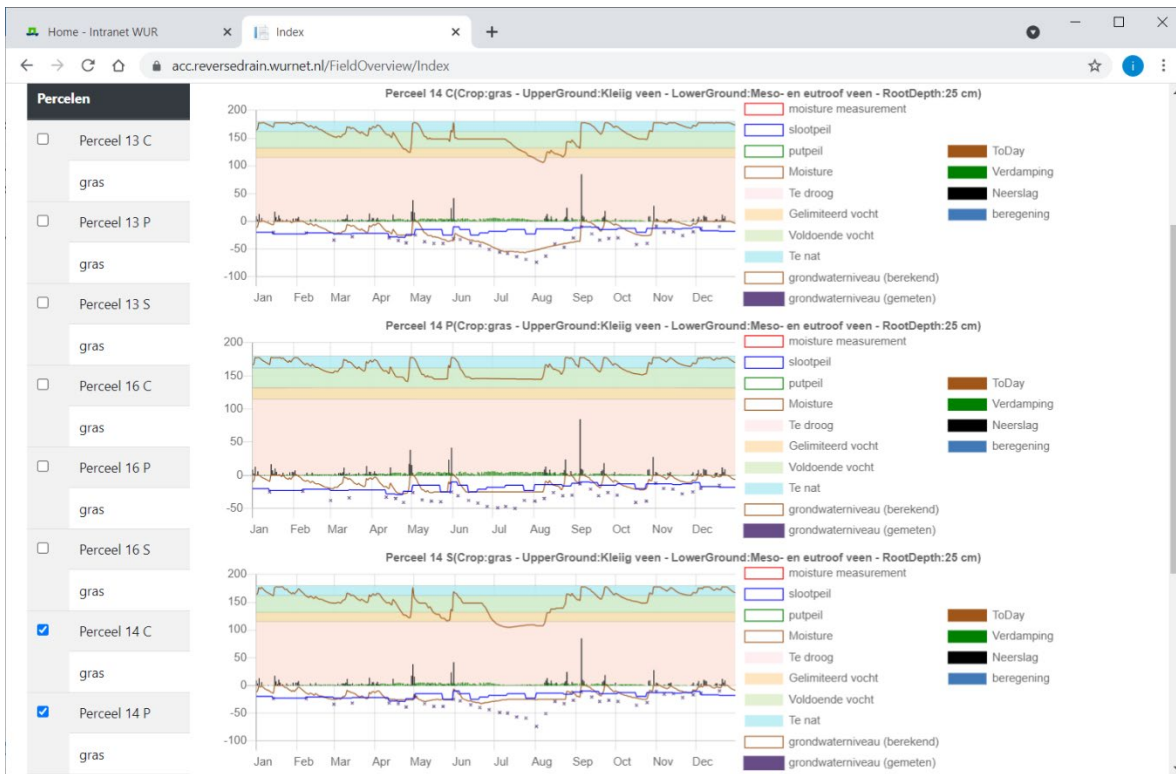 Home - Intranet WUR
Index
acc.reversedrain.wurnet.nl/FieldOverview/Index
i
Percelen
Perceel 13 C
gras
Perceel 13 P
gras
Perceel 13 S
gras
Perceel 16 C
gras
Perceel 16 P
gras
Perceel 16 S
gras
Perceel 14 C
gras
Perceel 14 P
gras
Perceel 14 C(Crop:gras - UpperGround:Kleiig veen - LowerGround:Meso- en eutroof veen - RootDepth:25 cm)
200
150
100
50
0
-50
-100
Jan Feb Mar Apr May Jun Jul Aug Sep Oct Nov Dec
moisture measurement
slootpeil
putpeil
Moisture
Te droog
Gelimiteerd vocht
Voldoende vocht
Te nat
grondwaterniveau (berekend)
grondwaterniveau (gemeten)
ToDay
Verdamping
Neerslag
beregening
Perceel 14 P(Crop:gras - UpperGround:Kleiig veen - LowerGround:Meso- en eutroof veen - RootDepth:25 cm)
200
150
100
50
0
-50
Jan Feb Mar Apr May Jun Jul Aug Sep Oct Nov Dec
moisture measurement
slootpeil
putpeil
Moisture
Te droog
Gelimiteerd vocht
Voldoende vocht
Te nat
grondwaterniveau (berekend)
grondwaterniveau (gemeten)
ToDay
Verdamping
Neerslag
beregening
Perceel 14 S(Crop:gras - UpperGround:Kleiig veen - LowerGround:Meso- en eutroof veen - RootDepth:25 cm)
200
150
100
50
0
-50
-100
Jan Feb Mar Apr May Jun Jul Aug Sep Oct Nov Dec
moisture measurement
slootpeil
putpeil
Moisture
Te droog
Gelimiteerd vocht
Voldoende vocht
Te nat
grondwaterniveau (berekend)
grondwaterniveau (gemeten)
ToDay
Verdamping
Neerslag
beregening